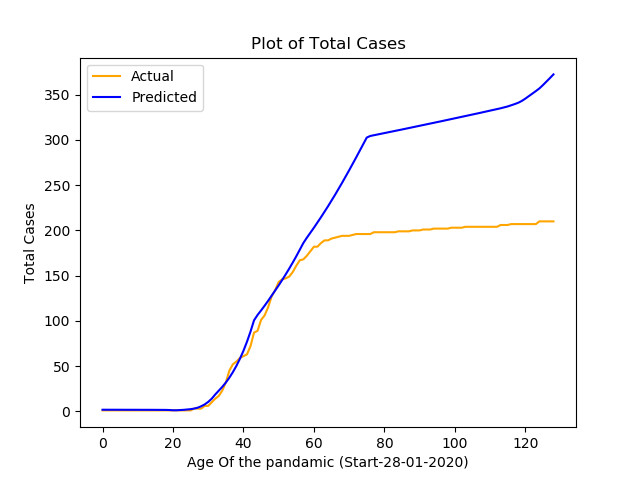 Plot of Total Cases
Actual
Predicted
350
300
250
200
150
100
50
0
Total Cases
0 20 40 60 80 100 120
Age Of the pandamic (Start-28-01-2020)